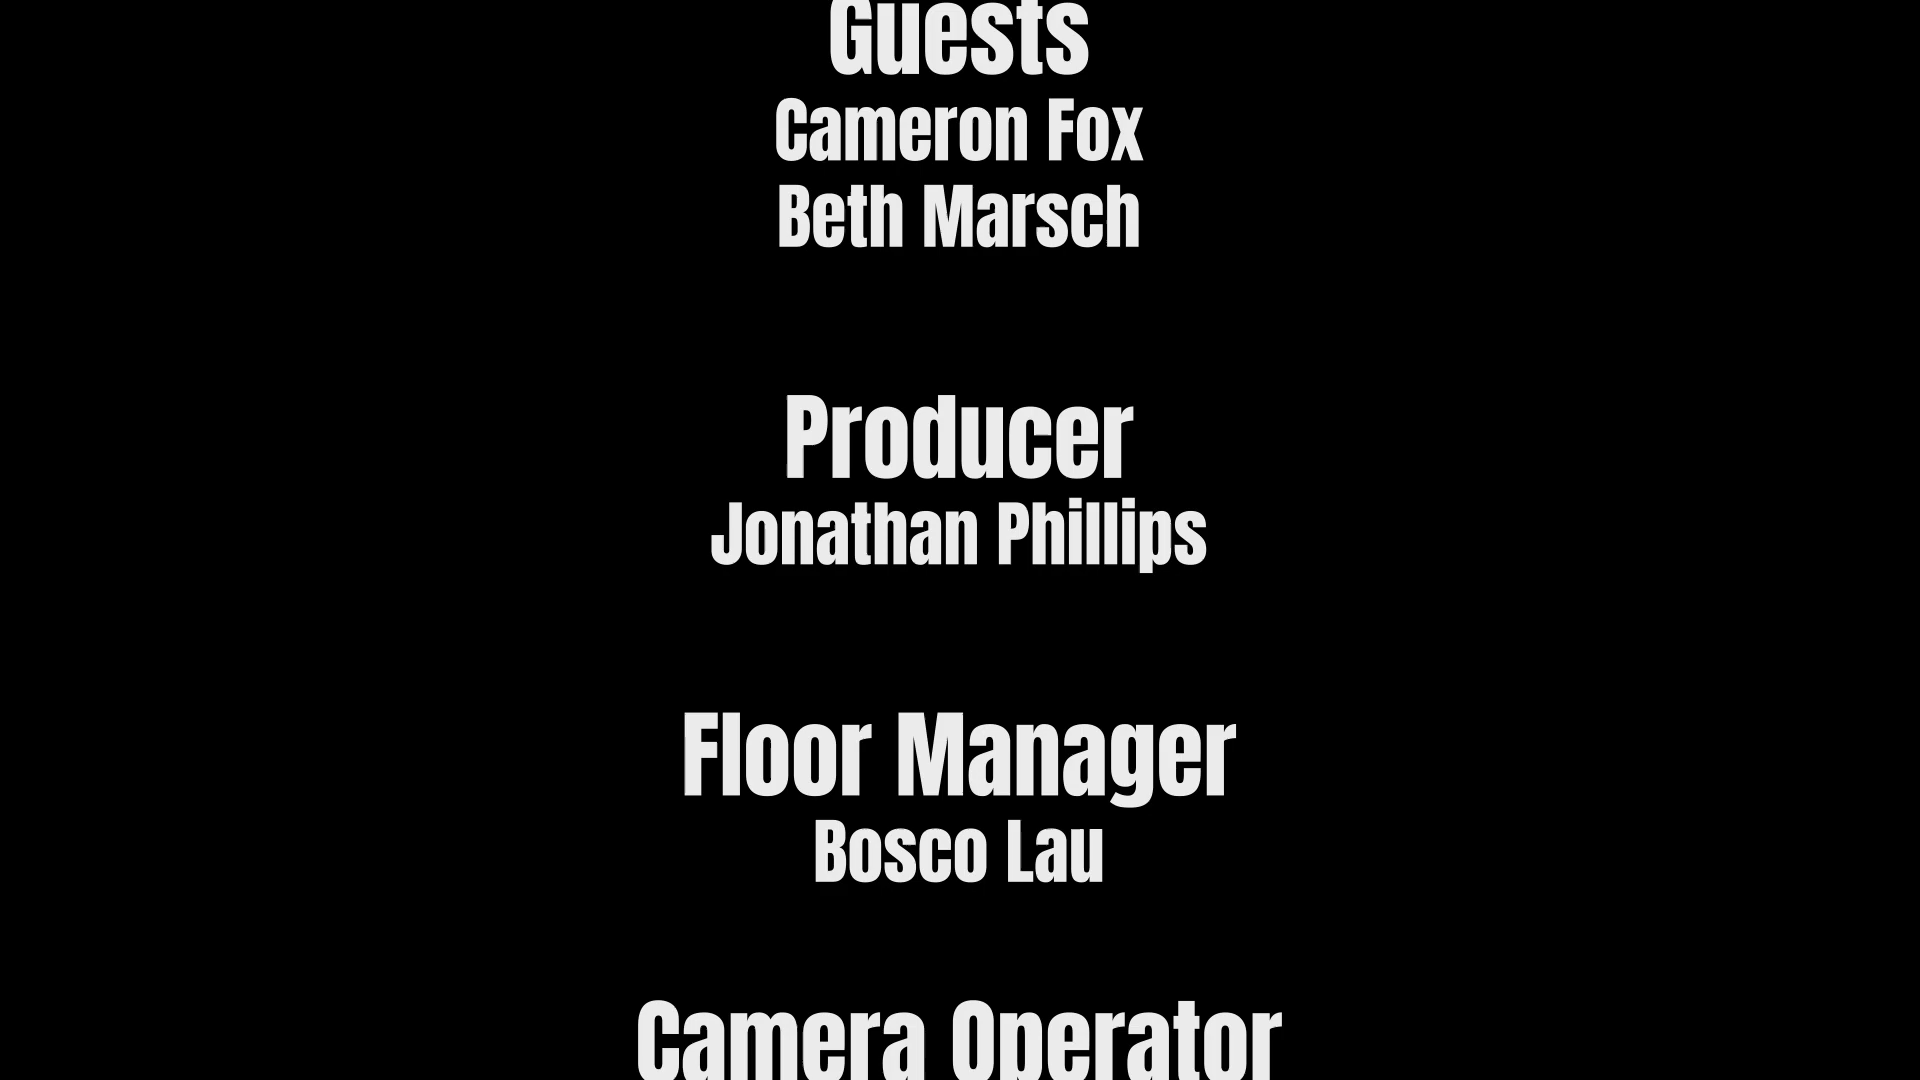 Guests
Cameron Fox
Beth Marsch
Producer
Jonathan Phillips
Floor Manager
Bosco Lau
Camera Operator